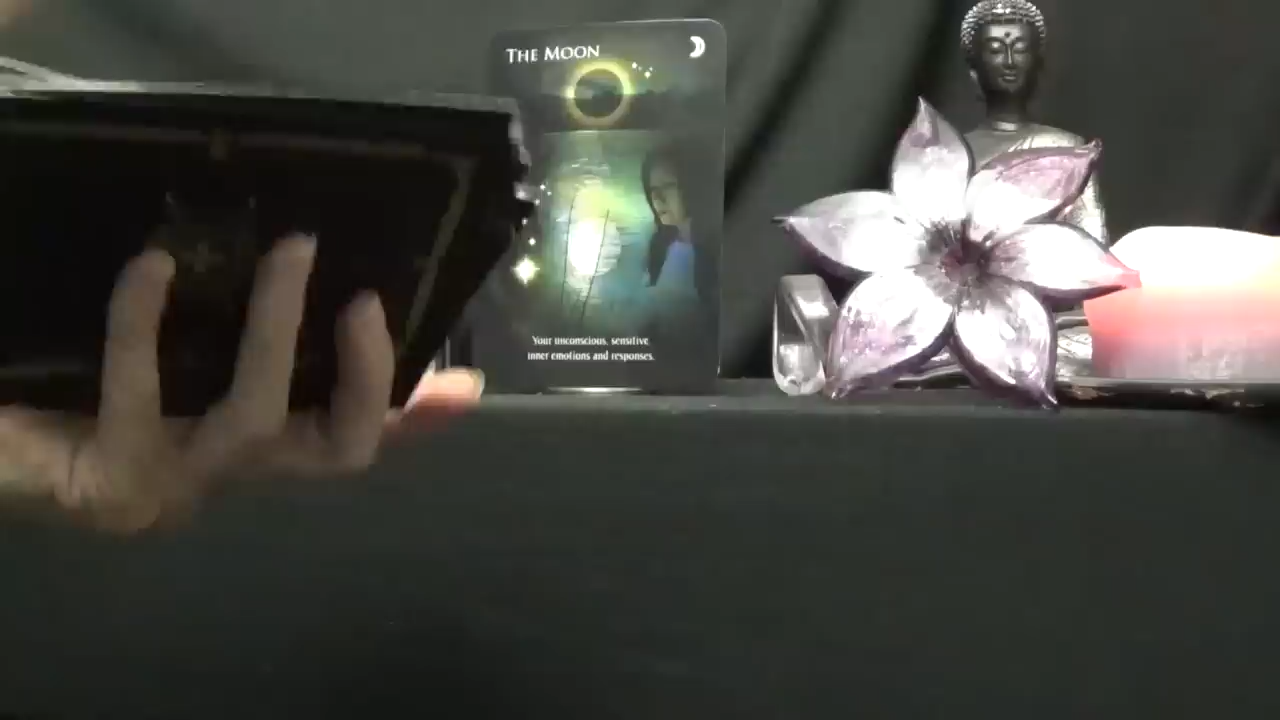 THE MOON
Your unconscious, sensitive
inner emotions and responses.